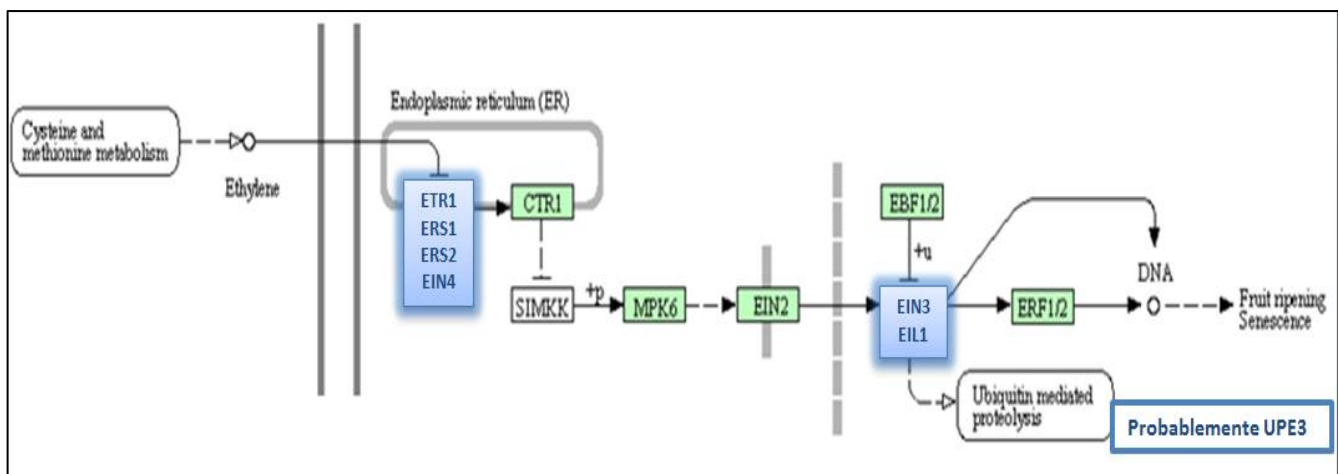 Endoplasmic reticulum (ER)
Cysteine and
methionine metabolism
Ethylene
ETR1
ERS1
ERS2
EIN4
CTR1
SIMKK
+p
MPK6
EIN2
EBF1/2
+u
EIN3
EIL1
ERF1/2
DNA
Fruit ripening
Senescence
Ubiquitin mediated
proteolysis
Probablemente UPE3